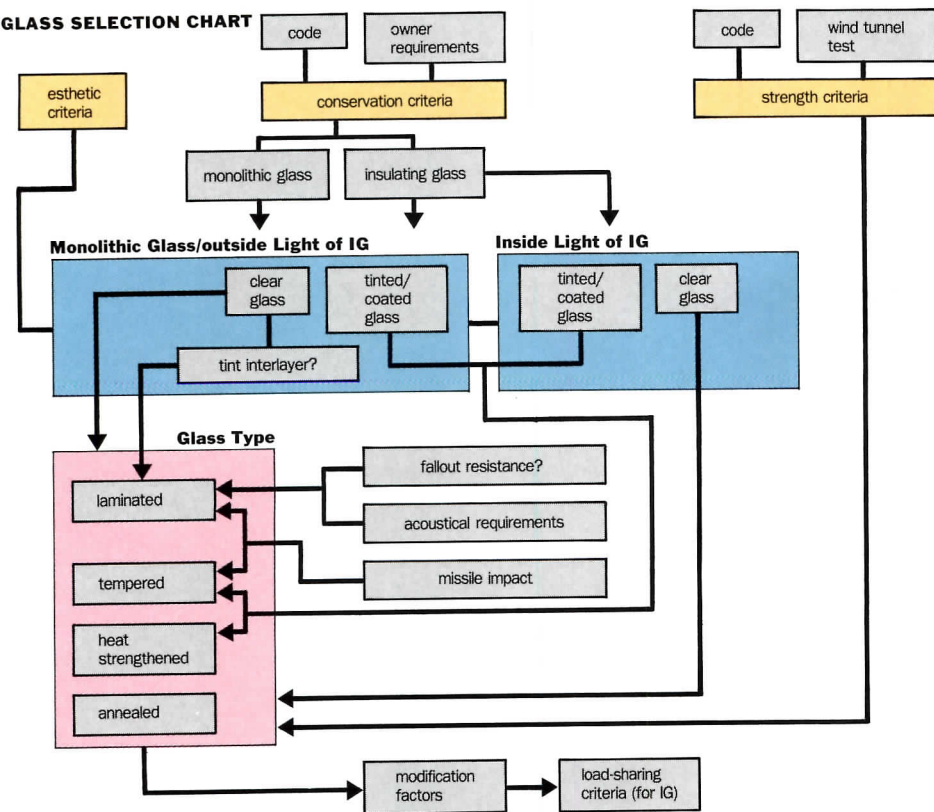 GLASS SELECTION CHART
code
owner
requirements
code
wind tunnel
test
esthetic
criteria
conservation criteria
strength criteria
monolithic glass
insulating glass
Monolithic Glass/outside Light of IG
Inside Light of IG
clear
glass
tinted/
coated
glass
tinted/
coated
glass
clear
glass
tint interlayer?
Glass Type
laminated
fallout resistance?
acoustical requirements
tempered
missile impact
heat
strengthened
annealed
modification
factors
load-sharing
criteria (for IG)